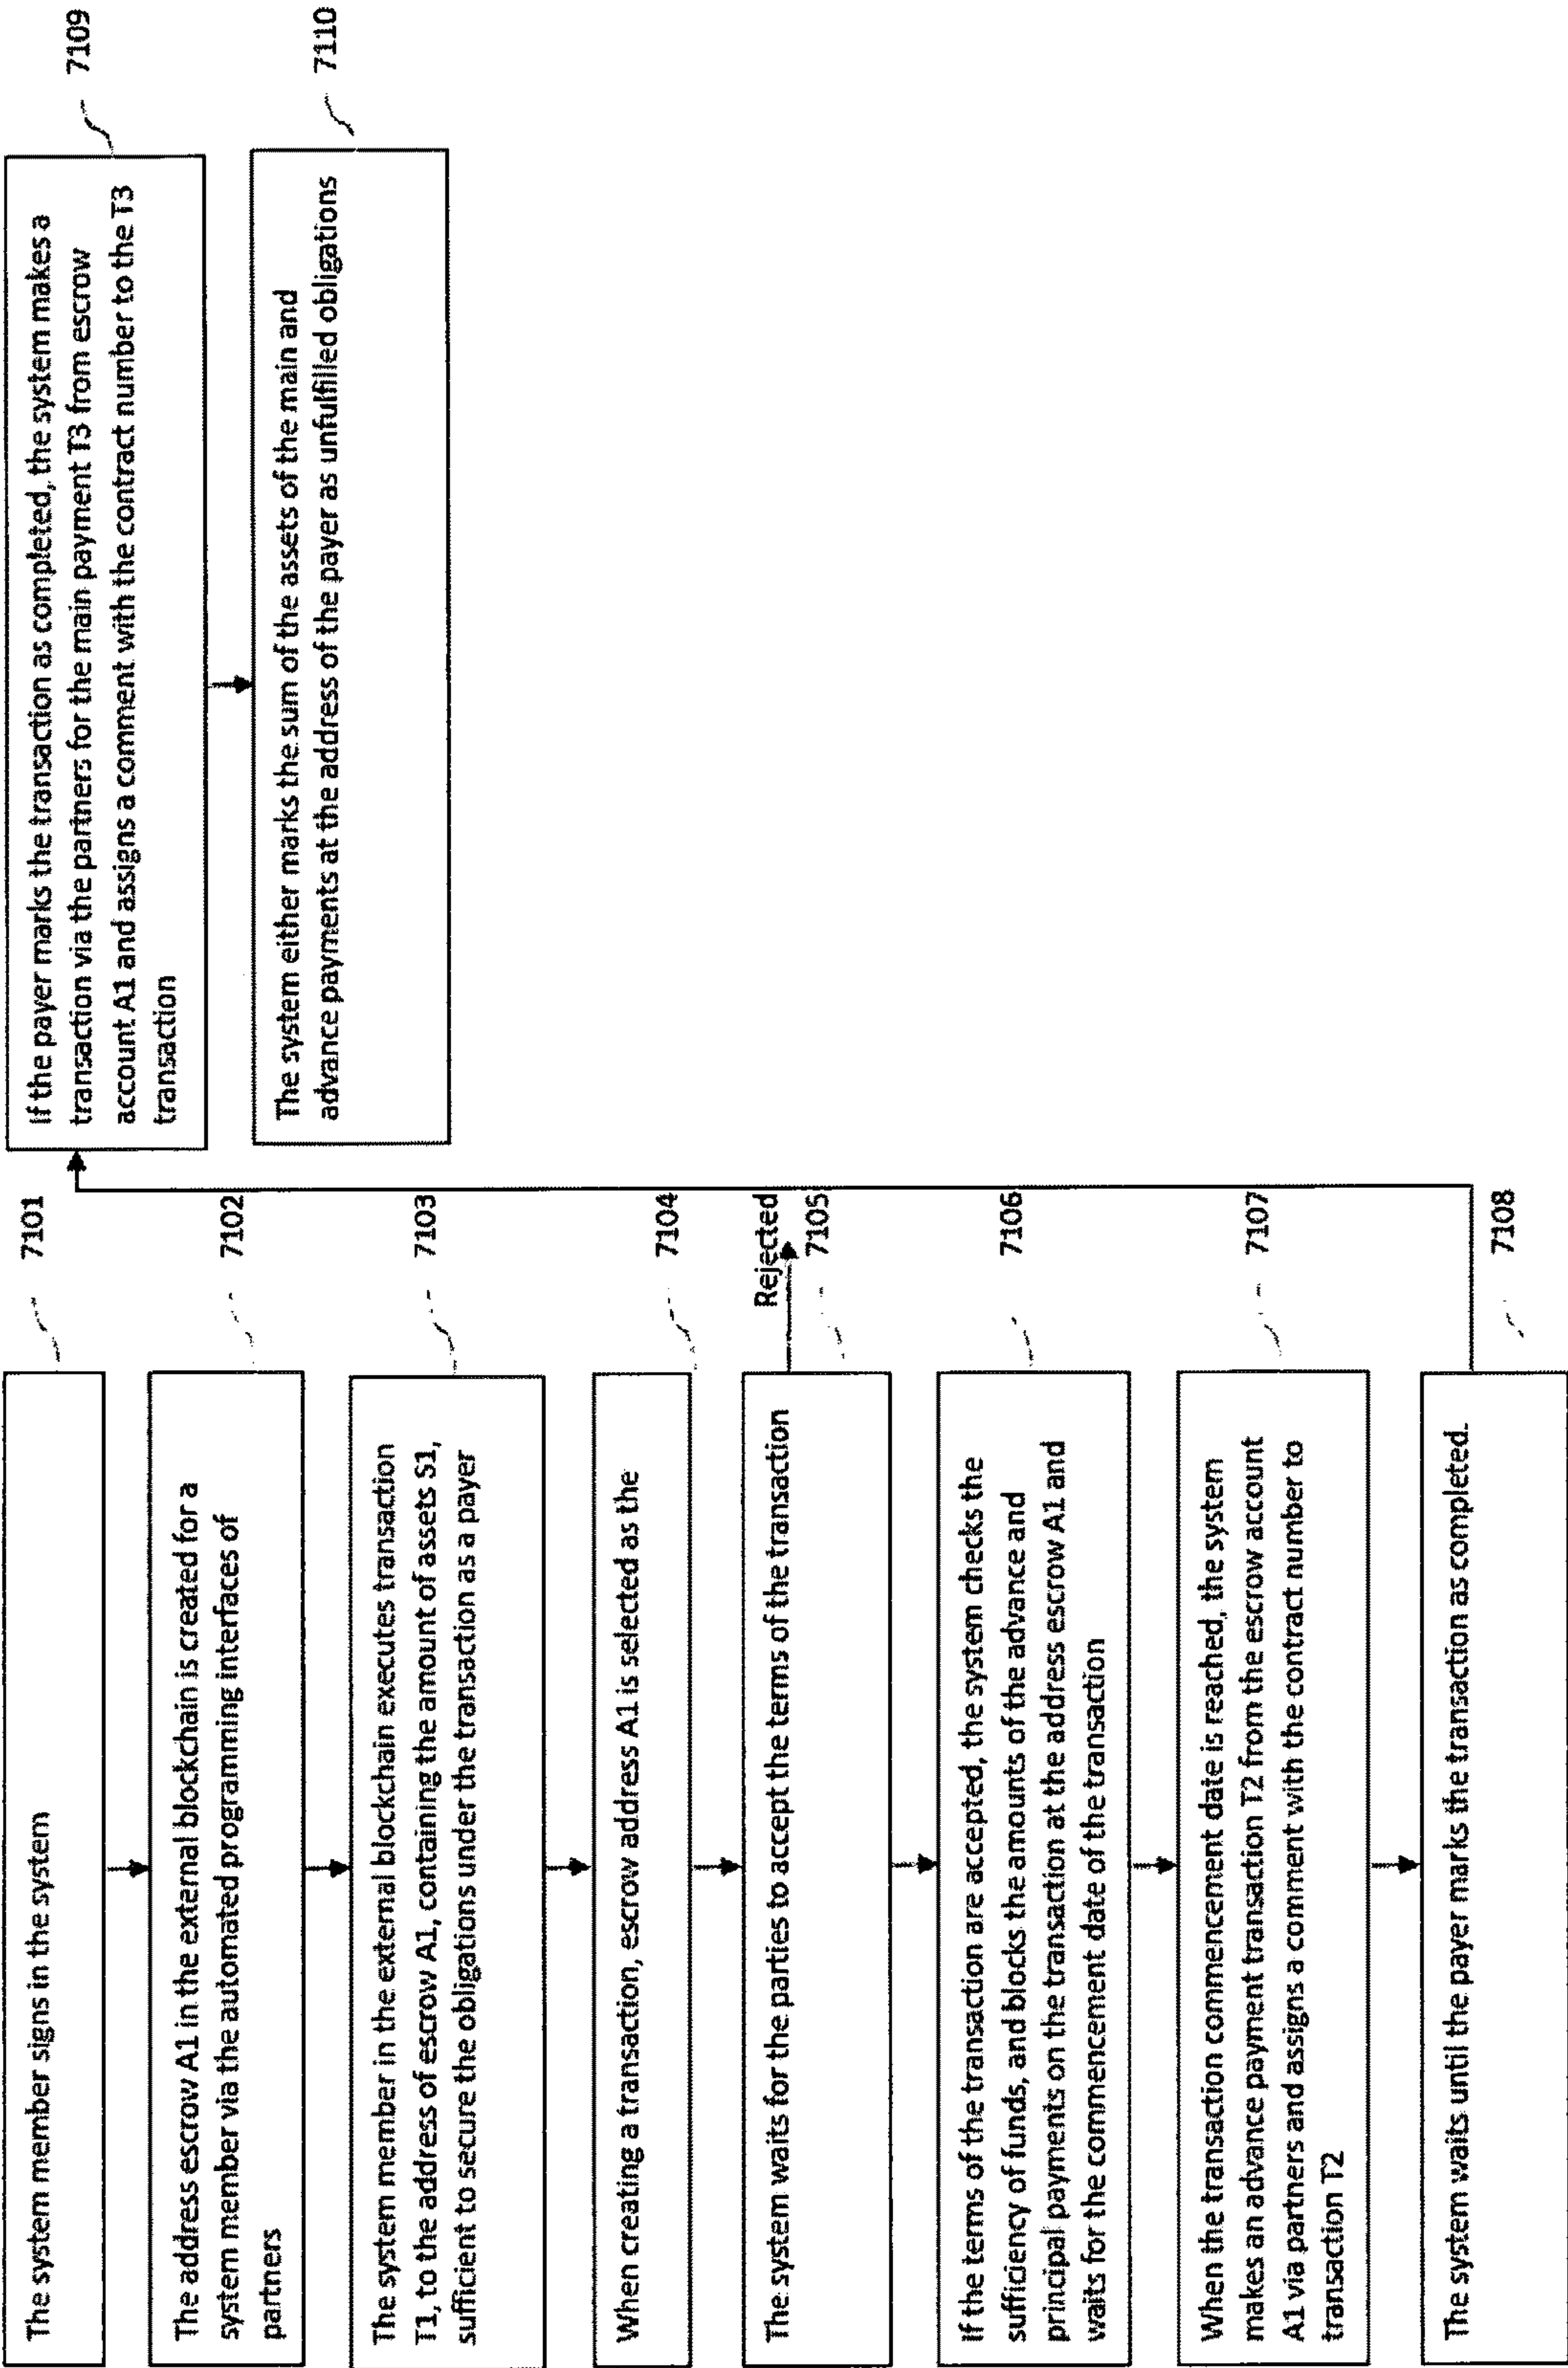 The system member signs in the system
7101
The address escrow A1 in the external blockchain is created for a
system member via the automated programming interfaces of
partners
7102
The system member in the external blockchain executes transaction
T1, to the address of escrow A1, containing the amount of assets S1,
sufficient to secure the obligations under the transaction as a payer
7103
When creating a transaction, escrow address A1 is selected as the
7104
The system waits for the parties to accept the terms of the transaction
Rejected
7105
If the terms of the transaction are accepted, the system checks the
sufficiency of funds, and blocks the amounts of the advance and
principal payments on the transaction at the address escrow A1 and
waits for the commencement date of the transaction
7106
When the transaction commencement date is reached, the system
makes an advance payment transaction T2 from the escrow account
A1 via partners and assigns a comment with the contract number to
transaction T2
7107
The system waits until the payer marks the transaction as completed.
7108
If the payer marks the transaction as completed, the system makes a
transaction via the partners for the main payment T3 from escrow
account A1 and assigns a comment with the contract number to the T3
transaction
7109
The system either marks the sum of the assets of the main and
advance payments at the address of the payer as unfulfilled obligations
7110